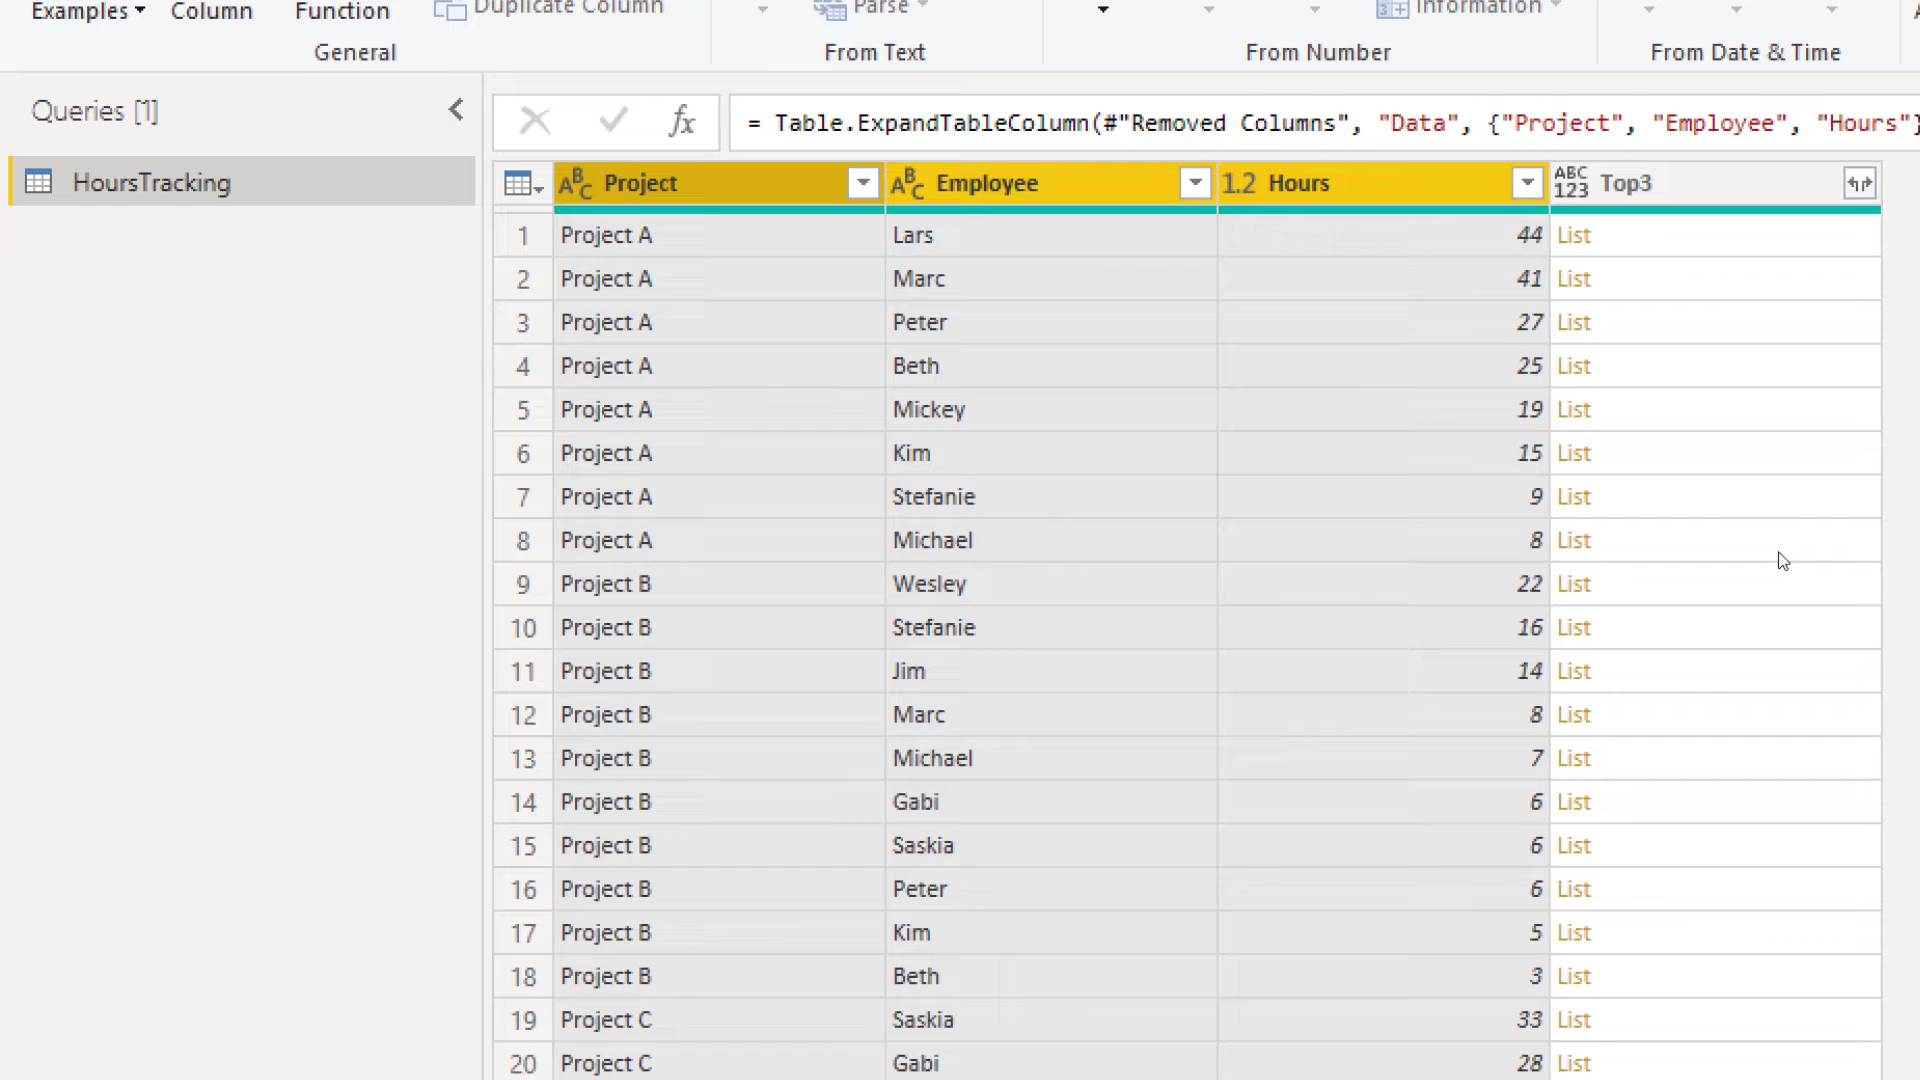 Examples Column Function Duplicate Column Parse Information
General From Text From Number From Date & Time
Queries [1]
fx = Table.ExpandTableColumn(#"Removed Columns", "Data", {"Project", "Employee", "Hours"}
HoursTracking
ABC Project ABC Employee 1.2 Hours ABC 123 Top3
1 Project A Lars 44 List
2 Project A Marc 41 List
3 Project A Peter 27 List
4 Project A Beth 25 List
5 Project A Mickey 19 List
6 Project A Kim 15 List
7 Project A Stefanie 9 List
8 Project A Michael 8 List
9 Project B Wesley 22 List
10 Project B Stefanie 16 List
11 Project B Jim 14 List
12 Project B Marc 8 List
13 Project B Michael 7 List
14 Project B Gabi 6 List
15 Project B Saskia 6 List
16 Project B Peter 6 List
17 Project B Kim 5 List
18 Project B Beth 3 List
19 Project C Saskia 33 List
20 Project C Gabi 28 List